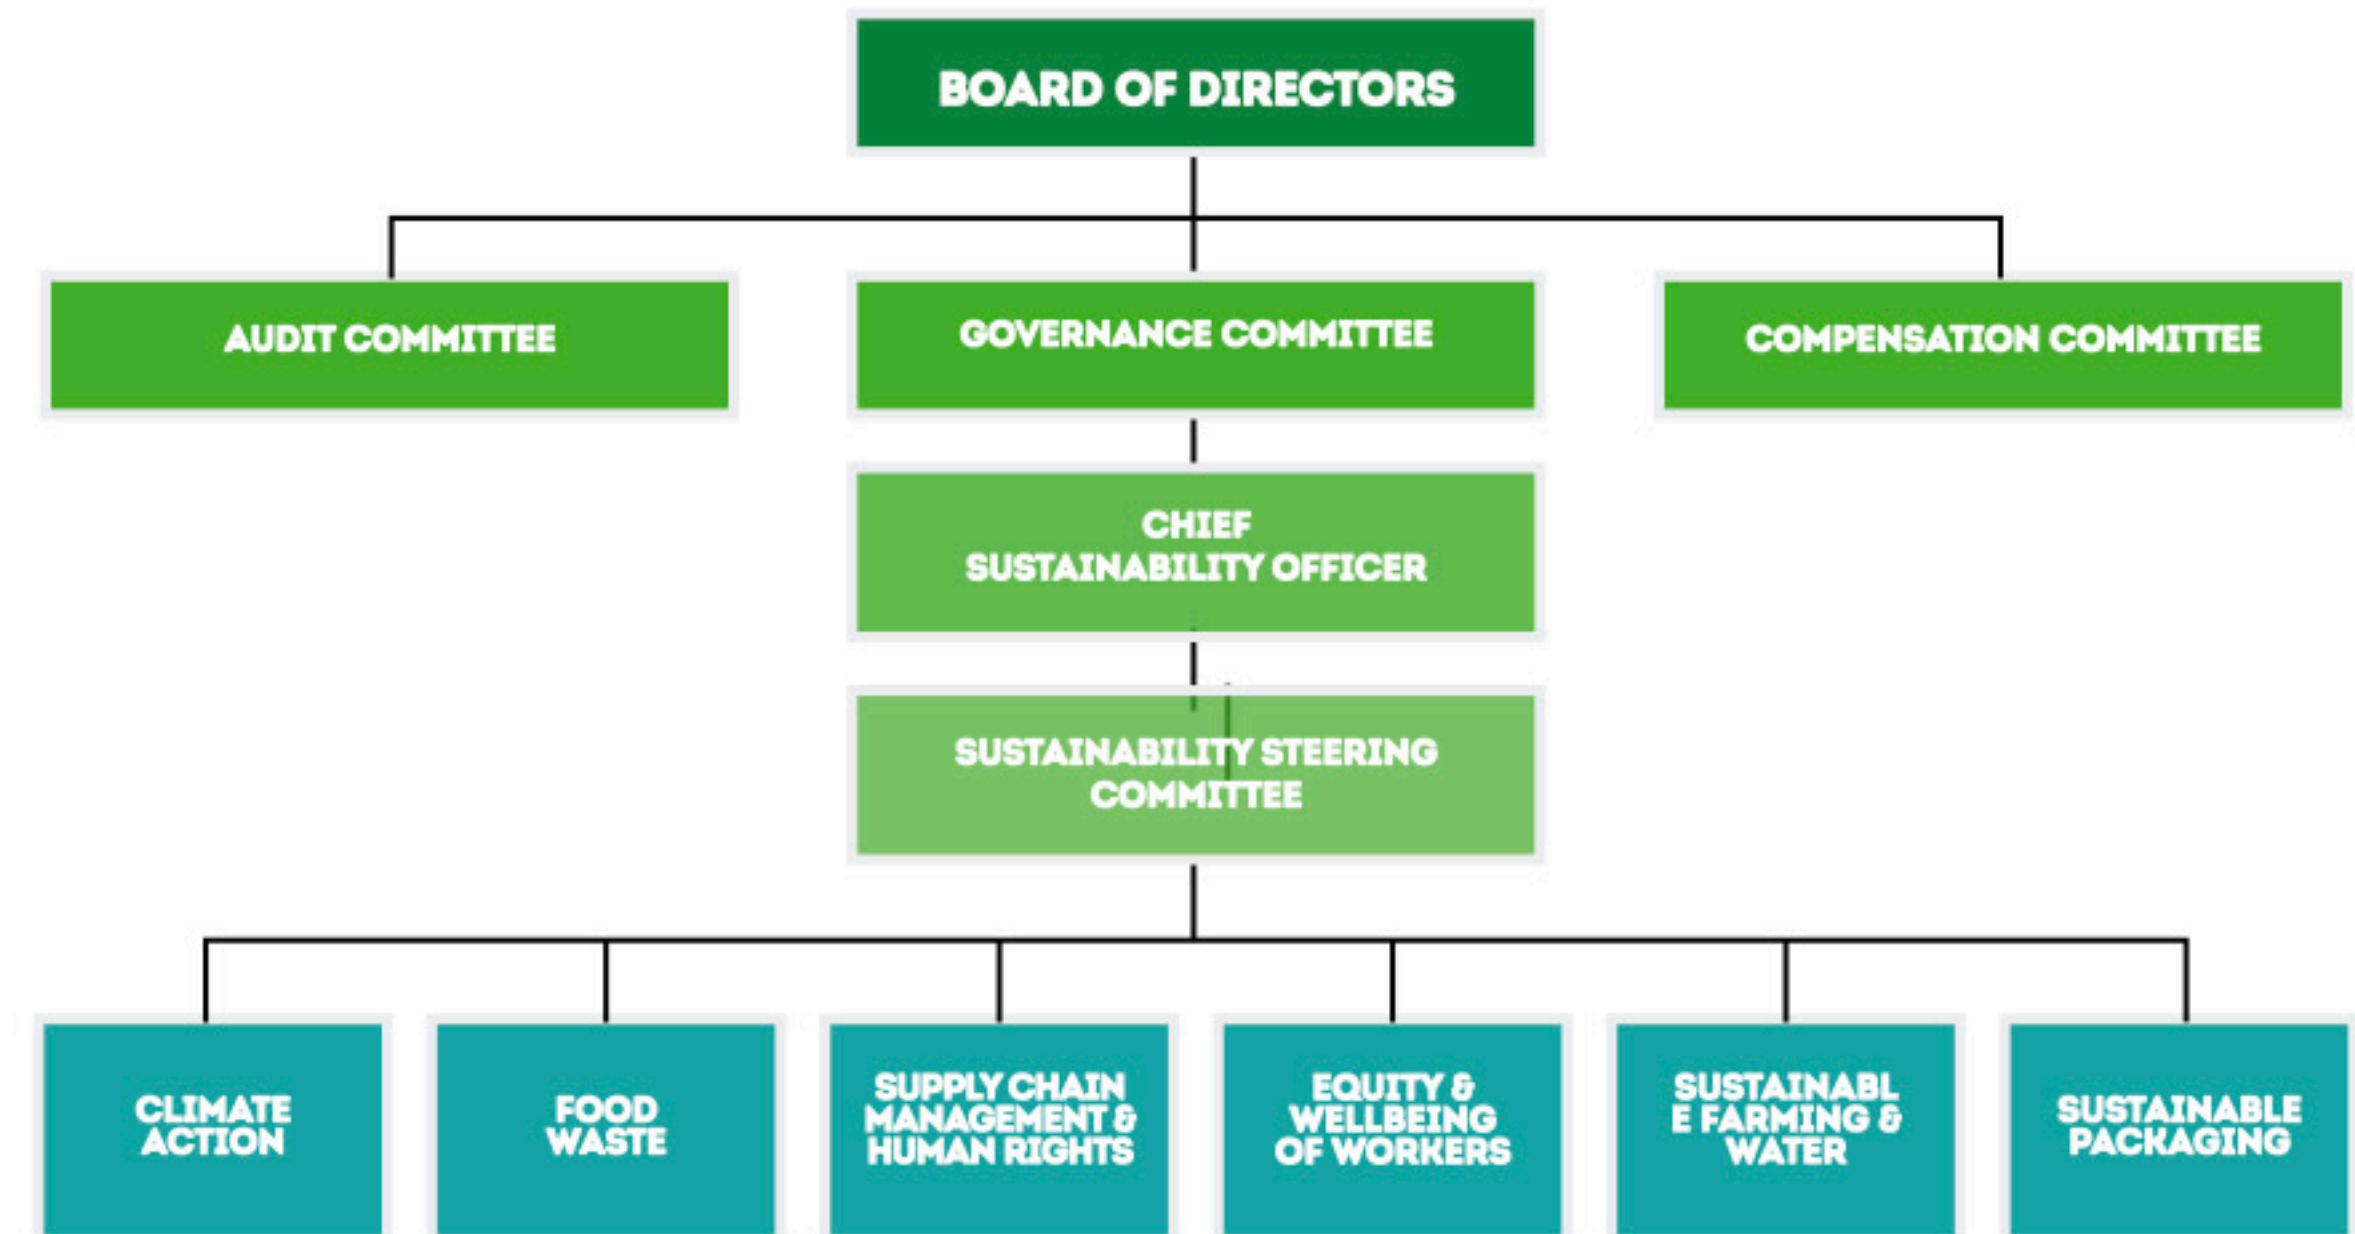 BOARD OF DIRECTORS
AUDIT COMMITTEE
GOVERNANCE COMMITTEE
COMPENSATION COMMITTEE
CHIEF
SUSTAINABILITY OFFICER
SUSTAINABILITY STEERING
COMMITTEE
CLIMATE
ACTION
FOOD
WASTE
SUPPLY CHAIN
MANAGEMENT &
HUMAN RIGHTS
EQUITY &
WELLBEING
OF WORKERS
SUSTAINABL
E FARMING &
WATER
SUSTAINABLE
PACKAGING